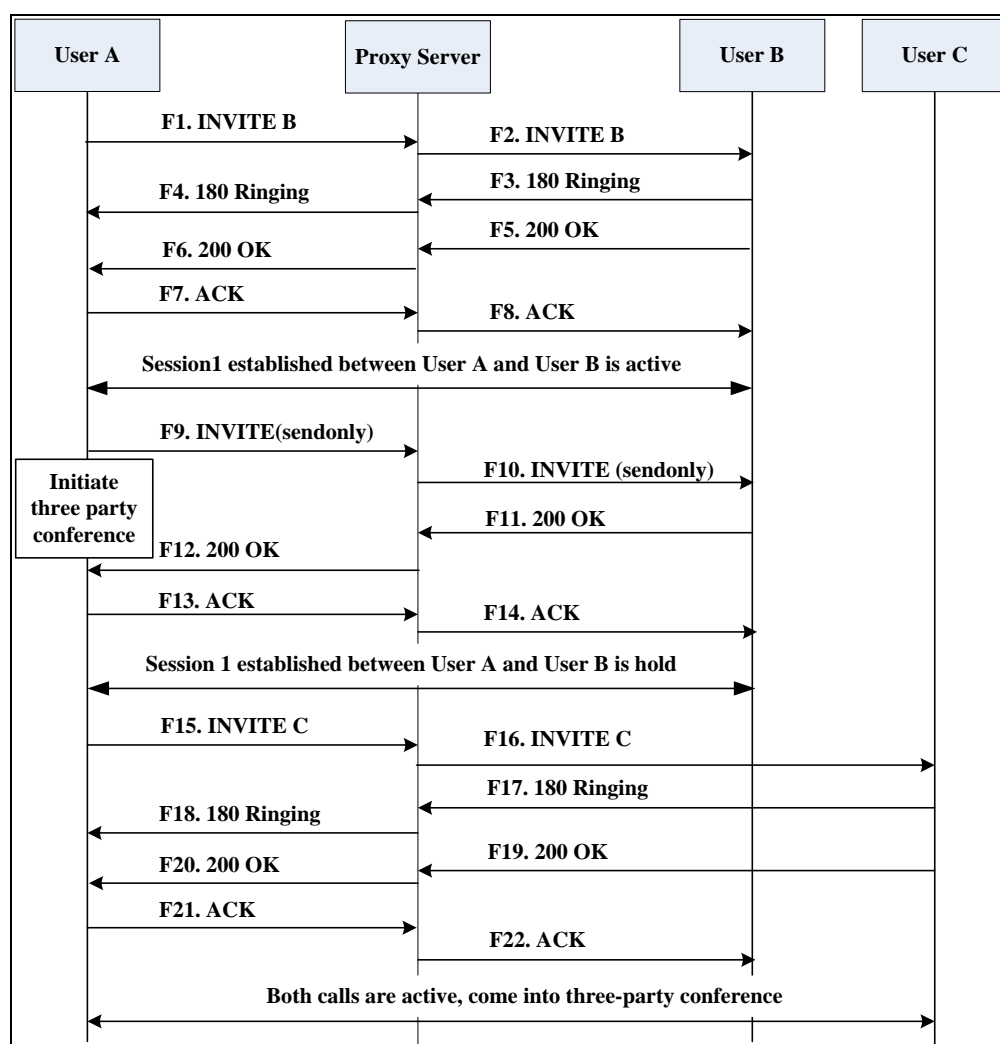 User A
Proxy Server
User B
User C
F1. INVITE B
F2. INVITE B
F3. 180 Ringing
F4. 180 Ringing
F5. 200 OK
F6. 200 OK
F7. ACK
F8. ACK
Session1 established between User A and User B is active
F9. INVITE(sendonly)
F10. INVITE (sendonly)
Initiate
three party
conference
F11. 200 OK
F12. 200 OK
F13. ACK
F14. ACK
Session 1 established between User A and User B is hold
F15. INVITE C
F16. INVITE C
F17. 180 Ringing
F18. 180 Ringing
F19. 200 OK
F20. 200 OK
F21. ACK
F22. ACK
Both calls are active, come into three-party conference